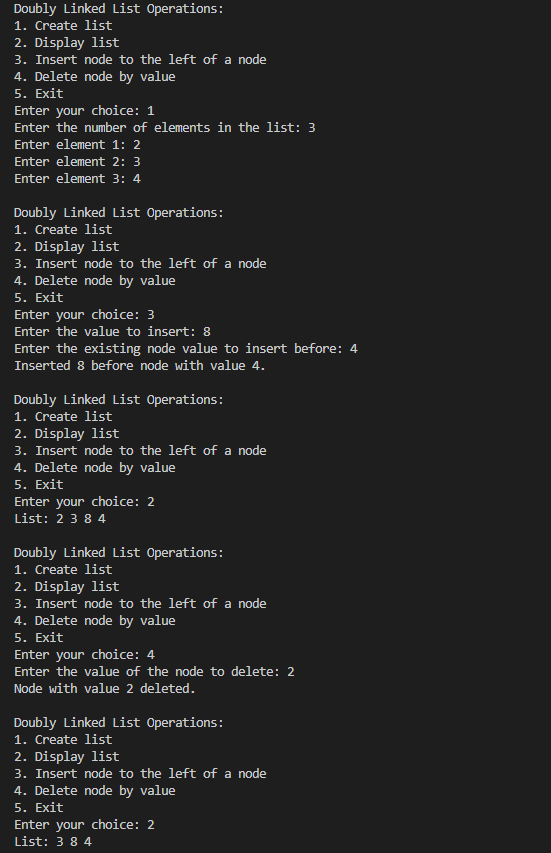 Doubly Linked List Operations:
1. Create list
2. Display list
3. Insert node to the left of a node
4. Delete node by value
5. Exit
Enter your choice: 1
Enter the number of elements in the list: 3
Enter element 1: 2
Enter element 2: 3
Enter element 3: 4

Doubly Linked List Operations:
1. Create list
2. Display list
3. Insert node to the left of a node
4. Delete node by value
5. Exit
Enter your choice: 3
Enter the value to insert: 8
Enter the existing node value to insert before: 4
Inserted 8 before node with value 4.

Doubly Linked List Operations:
1. Create list
2. Display list
3. Insert node to the left of a node
4. Delete node by value
5. Exit
Enter your choice: 2
List: 2 3 8 4

Doubly Linked List Operations:
1. Create list
2. Display list
3. Insert node to the left of a node
4. Delete node by value
5. Exit
Enter your choice: 4
Enter the value of the node to delete: 2
Node with value 2 deleted.

Doubly Linked List Operations:
1. Create list
2. Display list
3. Insert node to the left of a node
4. Delete node by value
5. Exit
Enter your choice: 2
List: 3 8 4